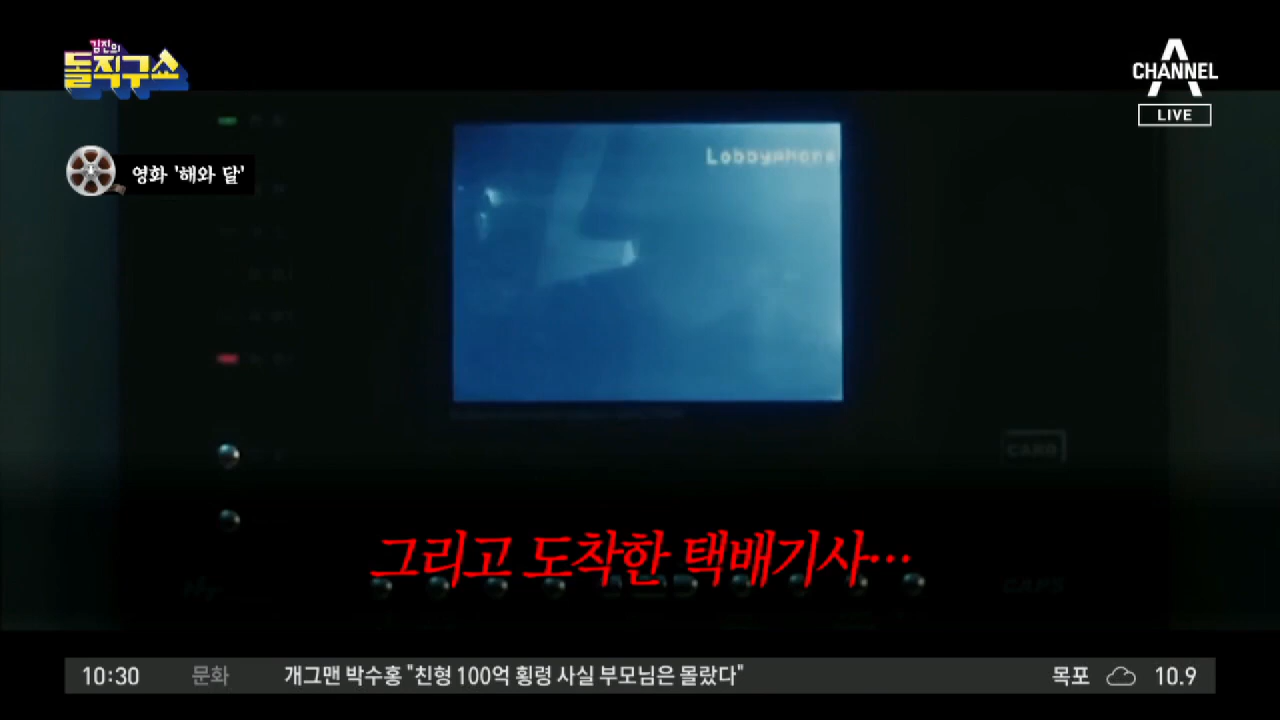 김진의
돌직구쇼
CHANNEL A
LIVE
영화 '해와 달'
Lobbyphone
CARD
그리고 도착한 택배기사…
CAPS
10:30 문화 개그맨 박수홍 "친형 100억 횡령 사실 부모님은 몰랐다" 목포 10.9